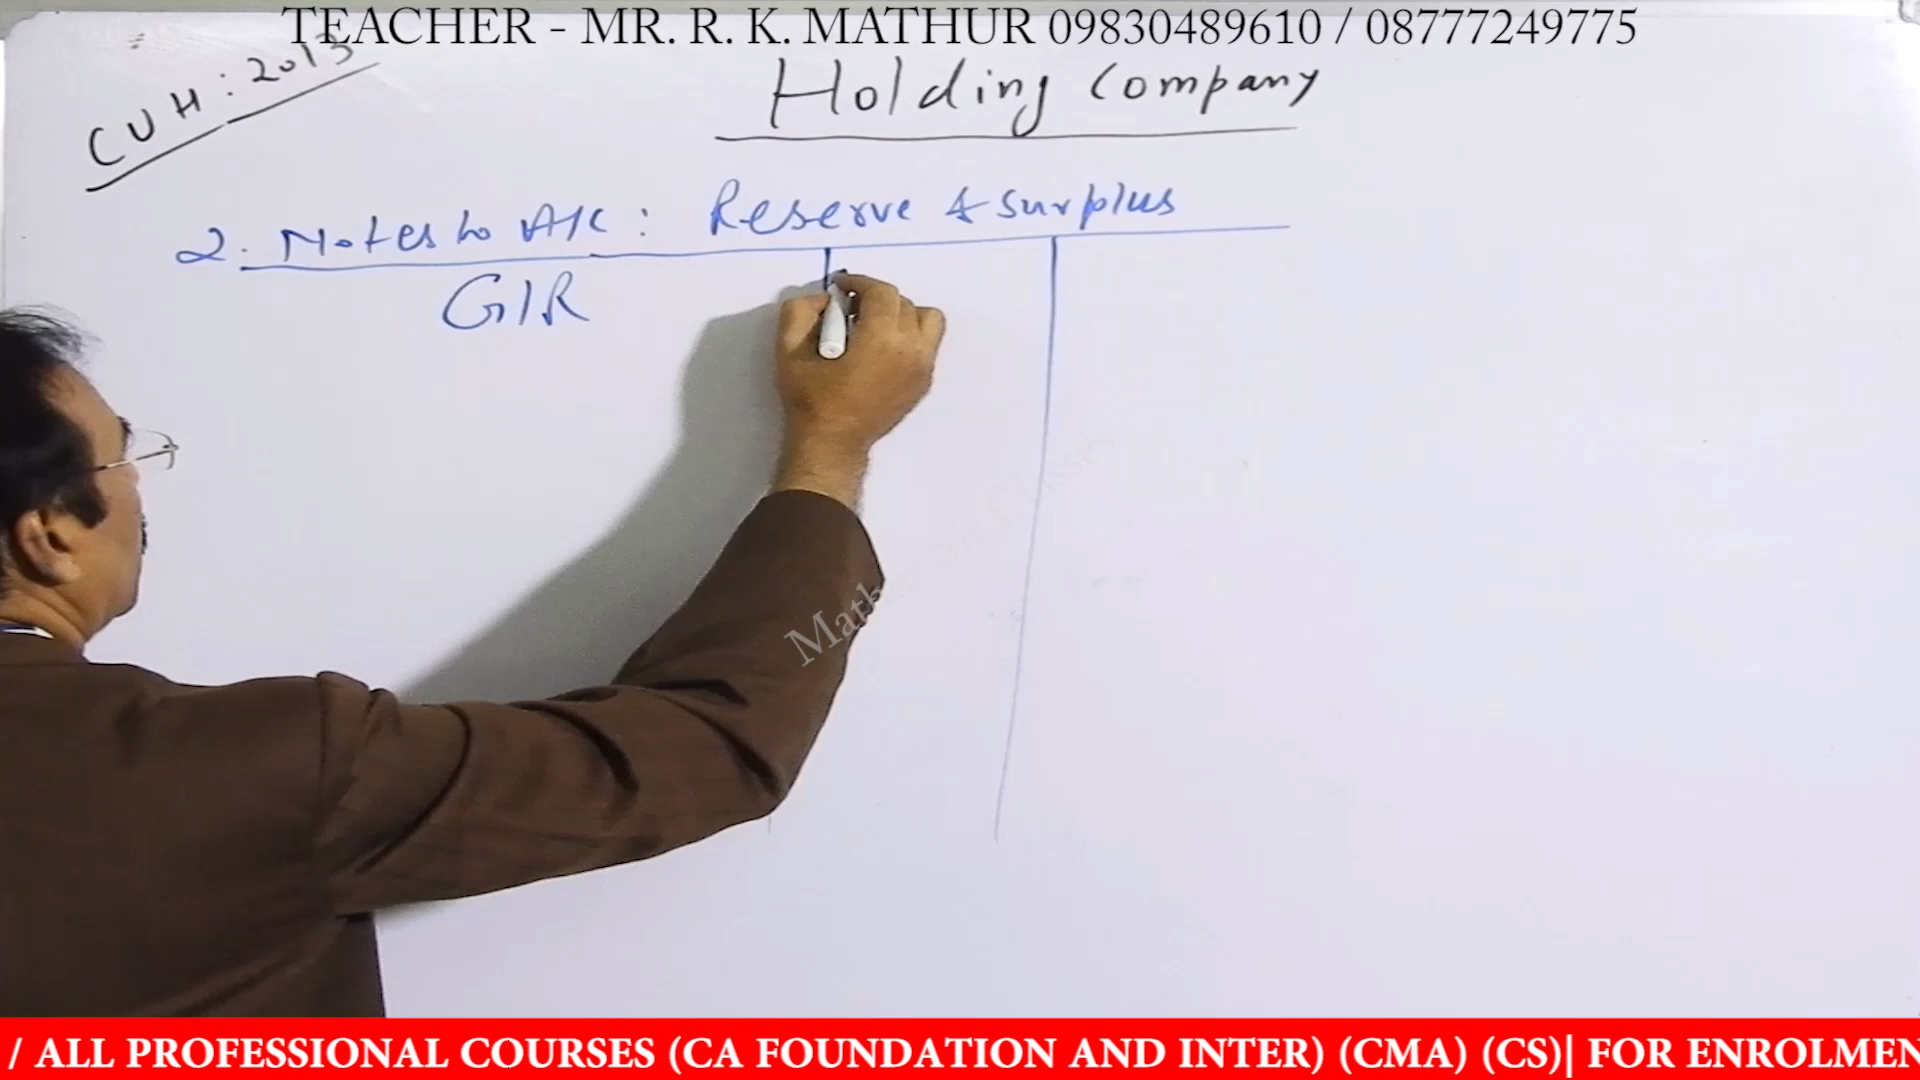 TEACHER - MR. R. K. MATHUR 09830489610 / 08777249775
CUH : 2013
Holding Company
2. Notes to A/C : Reserve & Surplus
G/R
/ ALL PROFESSIONAL COURSES (CA FOUNDATION AND INTER) (CMA) (CS)| FOR ENROLMEN